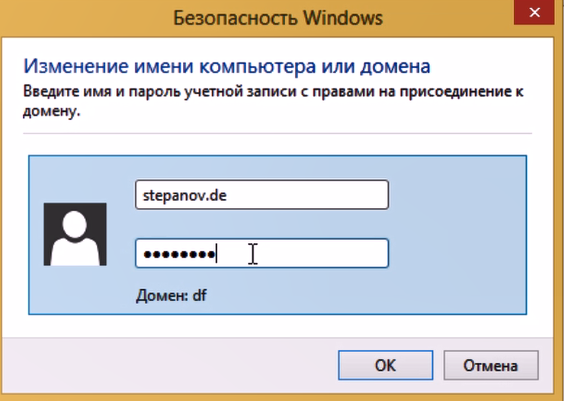 Безопасность Windows
Изменение имени компьютера или домена
Введите имя и пароль учетной записи с правами на присоединение к
домену.
stepanov.de
••••••••
Домен: df
OK
Отмена